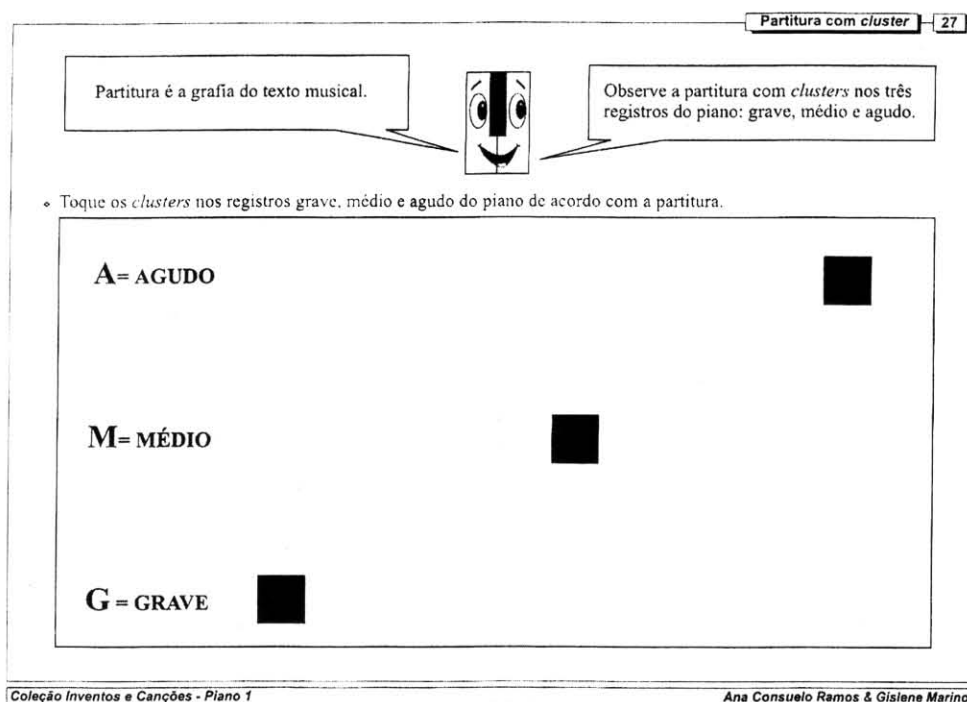 Partitura com cluster 27
Partitura é a grafia do texto musical.
Observe a partitura com clusters nos três
registros do piano: grave, médio e agudo.
Toque os clusters nos registros grave, médio e agudo do piano de acordo com a partitura.
A= AGUDO
M= MÉDIO
G = GRAVE
Coleção Inventos e Canções - Piano 1
Ana Consuelo Ramos & Gislene Marino